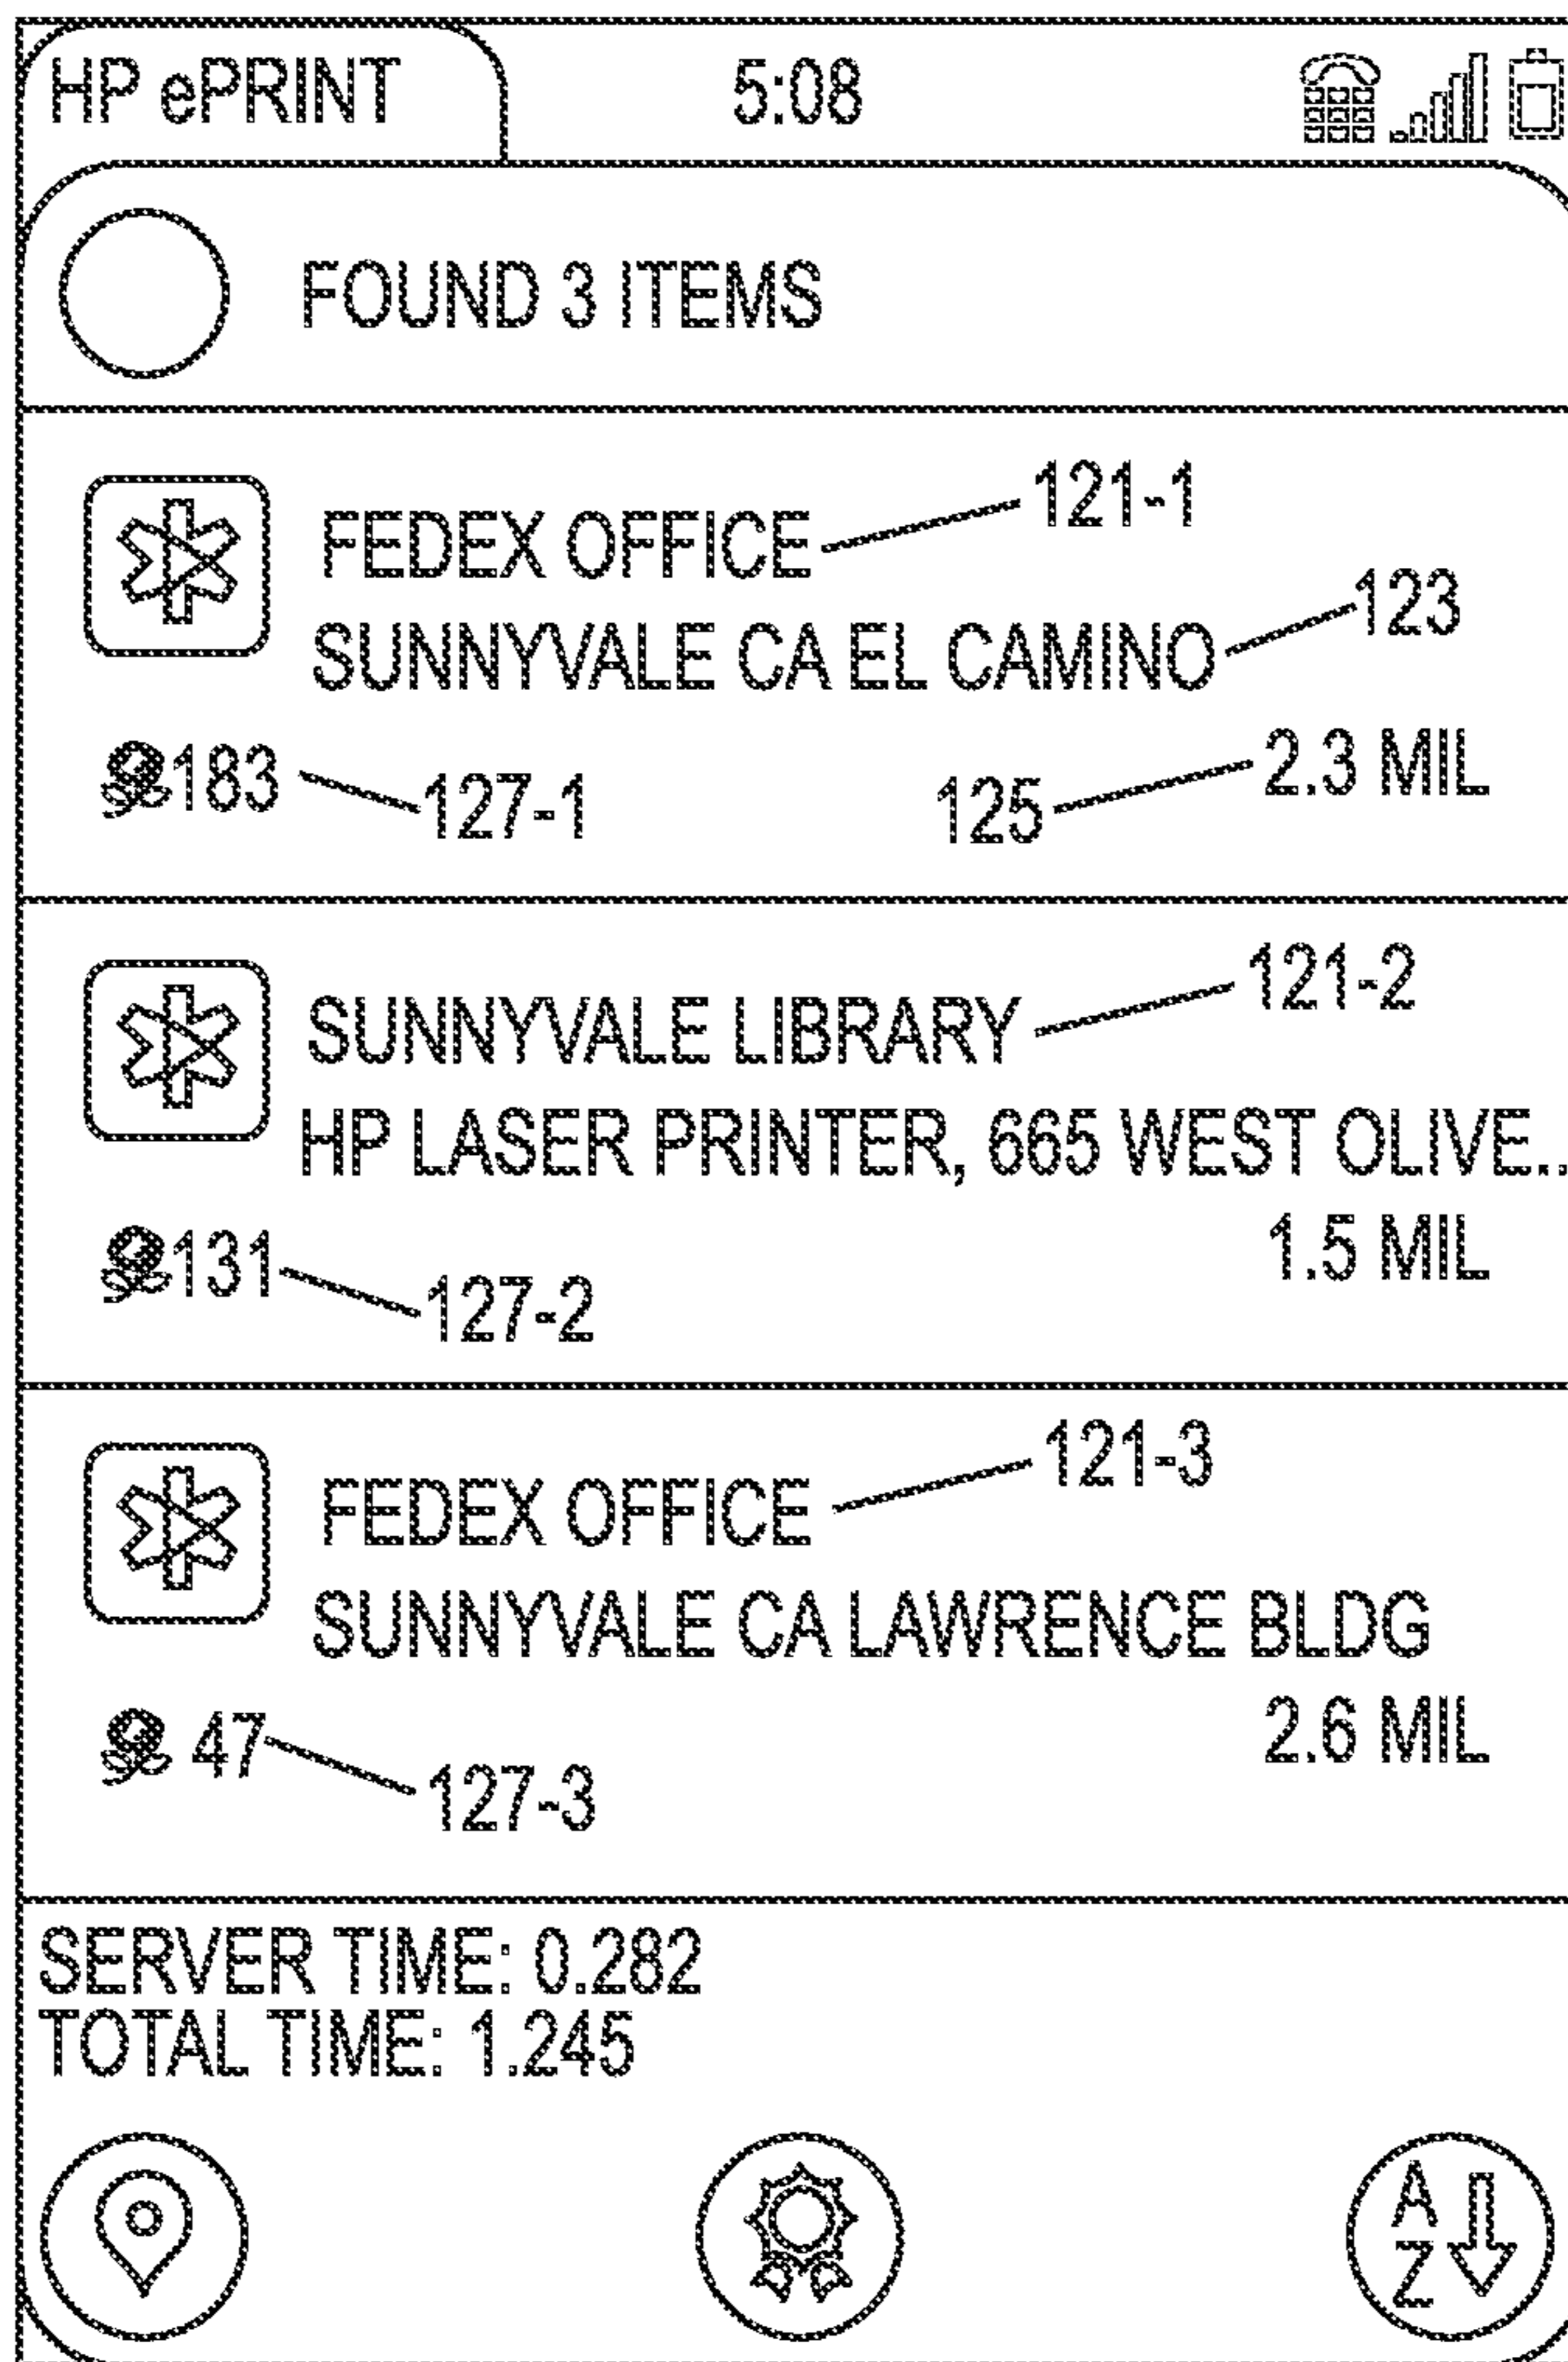 HP ePRINT 5:08
FOUND 3 ITEMS
FEDEX OFFICE 121-1
SUNNYVALE CA EL CAMINO 123
183 127-1 125 2.3 MIL
SUNNYVALE LIBRARY 121-2
HP LASER PRINTER, 665 WEST OLIVE..
131 127-2 1.5 MIL
FEDEX OFFICE 121-3
SUNNYVALE CA LAWRENCE BLDG
47 127-3 2.6 MIL
SERVER TIME: 0.282
TOTAL TIME: 1.245
A
Z